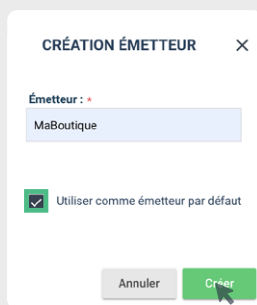 CRÉATION ÉMETTEUR
Émetteur : *
MaBoutique
Utiliser comme émetteur par défaut
Annuler
Créer